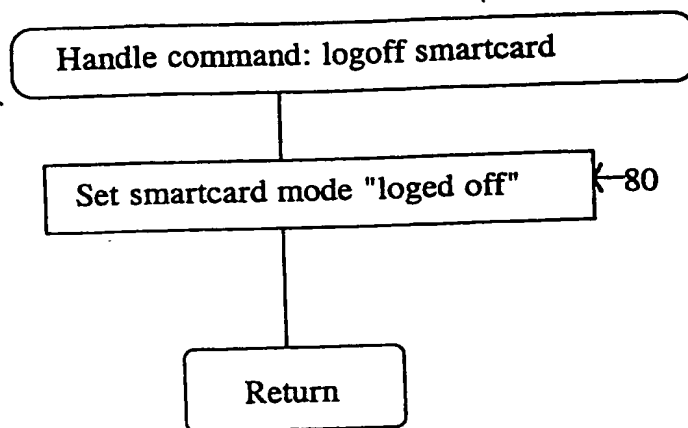 Handle command: logoff smartcard
Set smartcard mode "loged off"
80
Return